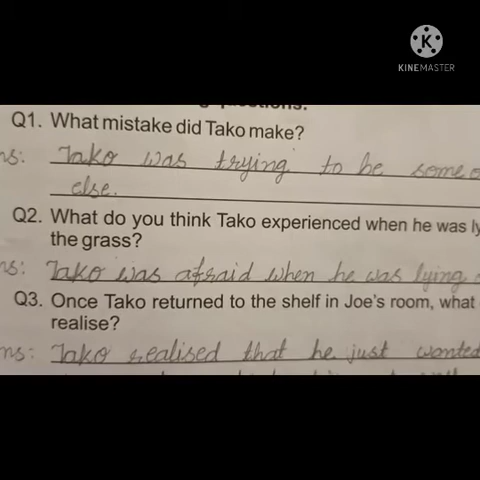 KINEMASTER
questions:
Q1. What mistake did Tako make?
ns: Tako was trying to be some
else.
Q2. What do you think Tako experienced when he was ly
the grass?
ns: Tako was afraid when he was lying
Q3. Once Tako returned to the shelf in Joe's room, what
realise?
ns: Tako realised that he just wanted